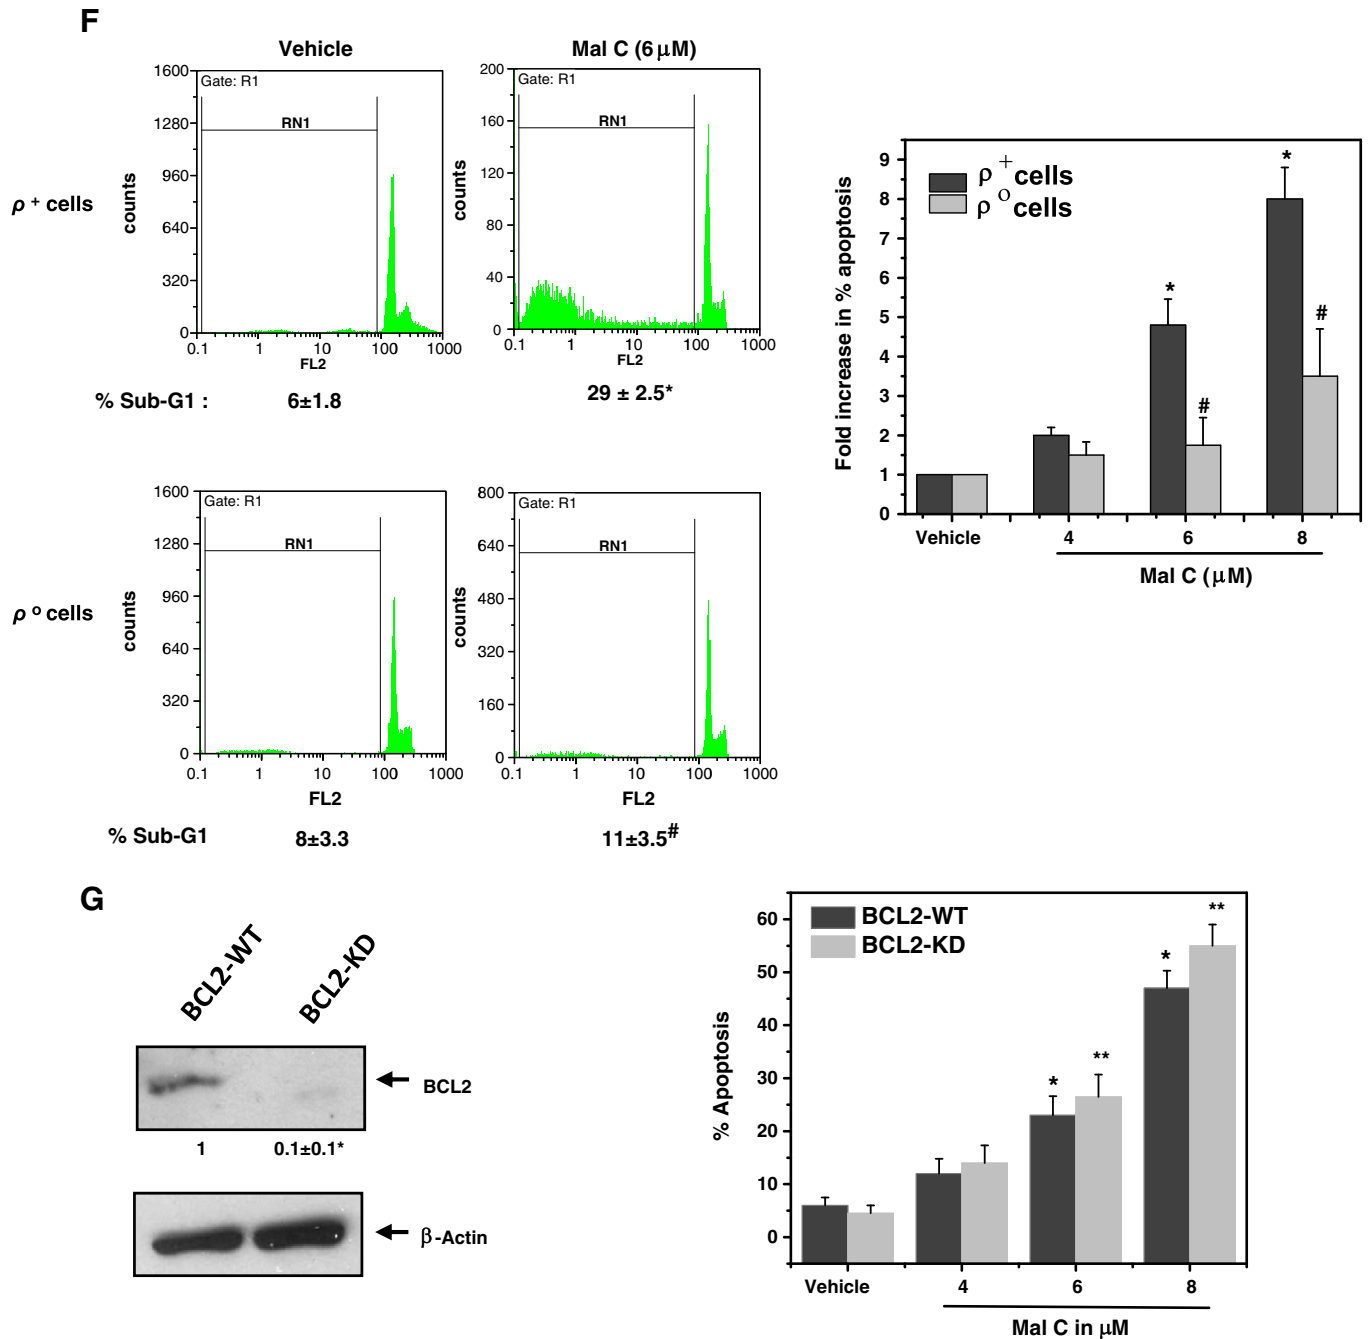 F
Vehicle
Mal C (6 μM)
ρ + cells
counts
1600
1280
960
640
320
0
Gate: R1
RN1
0.1 1 10 100 1000
FL2
counts
200
160
120
80
40
0
Gate: R1
RN1
0.1 1 10 100 1000
FL2
% Sub-G1 : 6±1.8 29 ± 2.5*
ρ o cells
counts
1600
1280
960
640
320
0
Gate: R1
RN1
0.1 1 10 100 1000
FL2
counts
800
640
480
320
160
0
Gate: R1
RN1
0.1 1 10 100 1000
FL2
% Sub-G1 8±3.3 11±3.5#
Fold increase in % apoptosis
9
8
7
6
5
4
3
2
1
0
ρ + cells
ρ o cells
*
*
#
#
Vehicle 4 6 8
Mal C (μM)
G
BCL2-WT
BCL2-KD
BCL2
1 0.1±0.1*
β-Actin
% Apoptosis
60
50
40
30
20
10
0
BCL2-WT
BCL2-KD
**
*
**
*
Vehicle 4 6 8
Mal C in μM